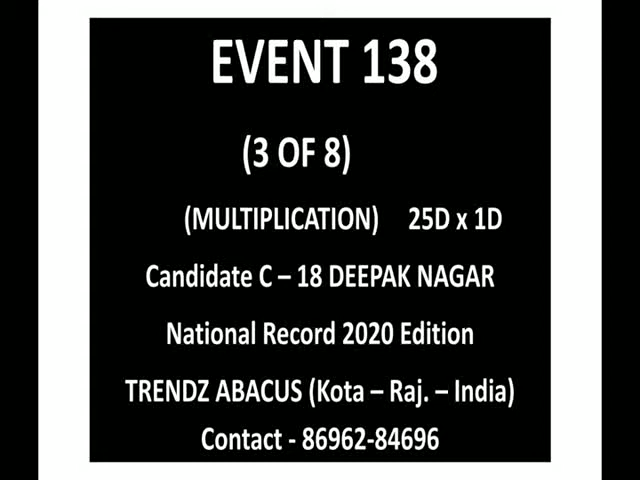 EVENT 138
(3 OF 8)
(MULTIPLICATION) 25D x 1D
Candidate C – 18 DEEPAK NAGAR
National Record 2020 Edition
TRENDZ ABACUS (Kota – Raj. – India)
Contact - 86962-84696